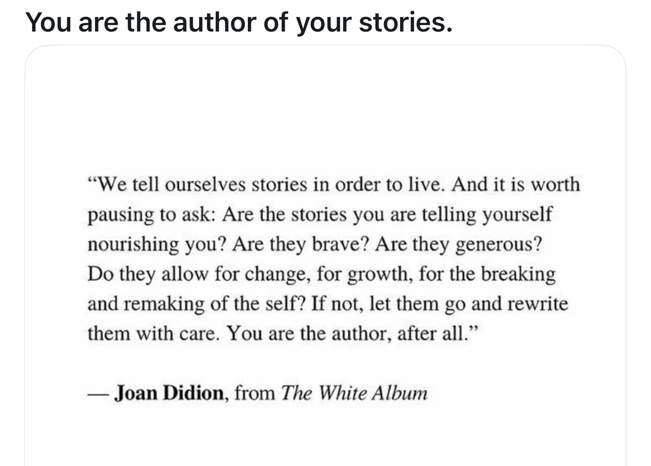 You are the author of your stories.
“We tell ourselves stories in order to live. And it is worth
pausing to ask: Are the stories you are telling yourself
nourishing you? Are they brave? Are they generous?
Do they allow for change, for growth, for the breaking
and remaking of the self? If not, let them go and rewrite
them with care. You are the author, after all.”
— Joan Didion, from The White Album